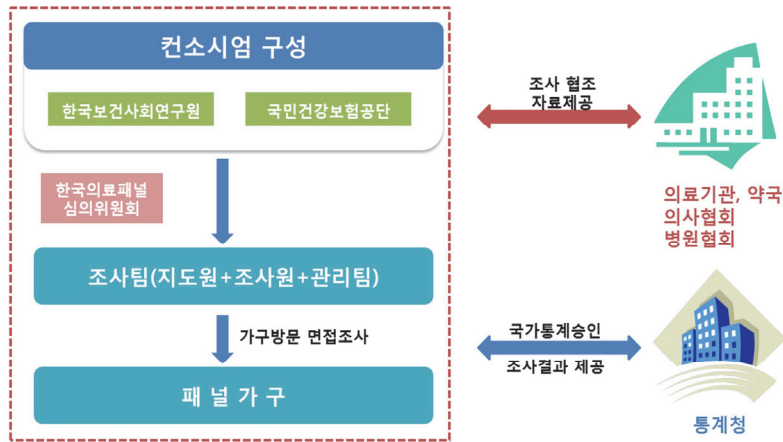 컨소시엄 구성
한국보건사회연구원
국민건강보험공단
한국의료패널
심의위원회
조사팀(지도원+조사원+관리팀)
가구방문 면접조사
패 널 가 구
조사 협조
자료제공
의료기관, 약국
의사협회
병원협회
국가통계승인
조사결과 제공
통계청